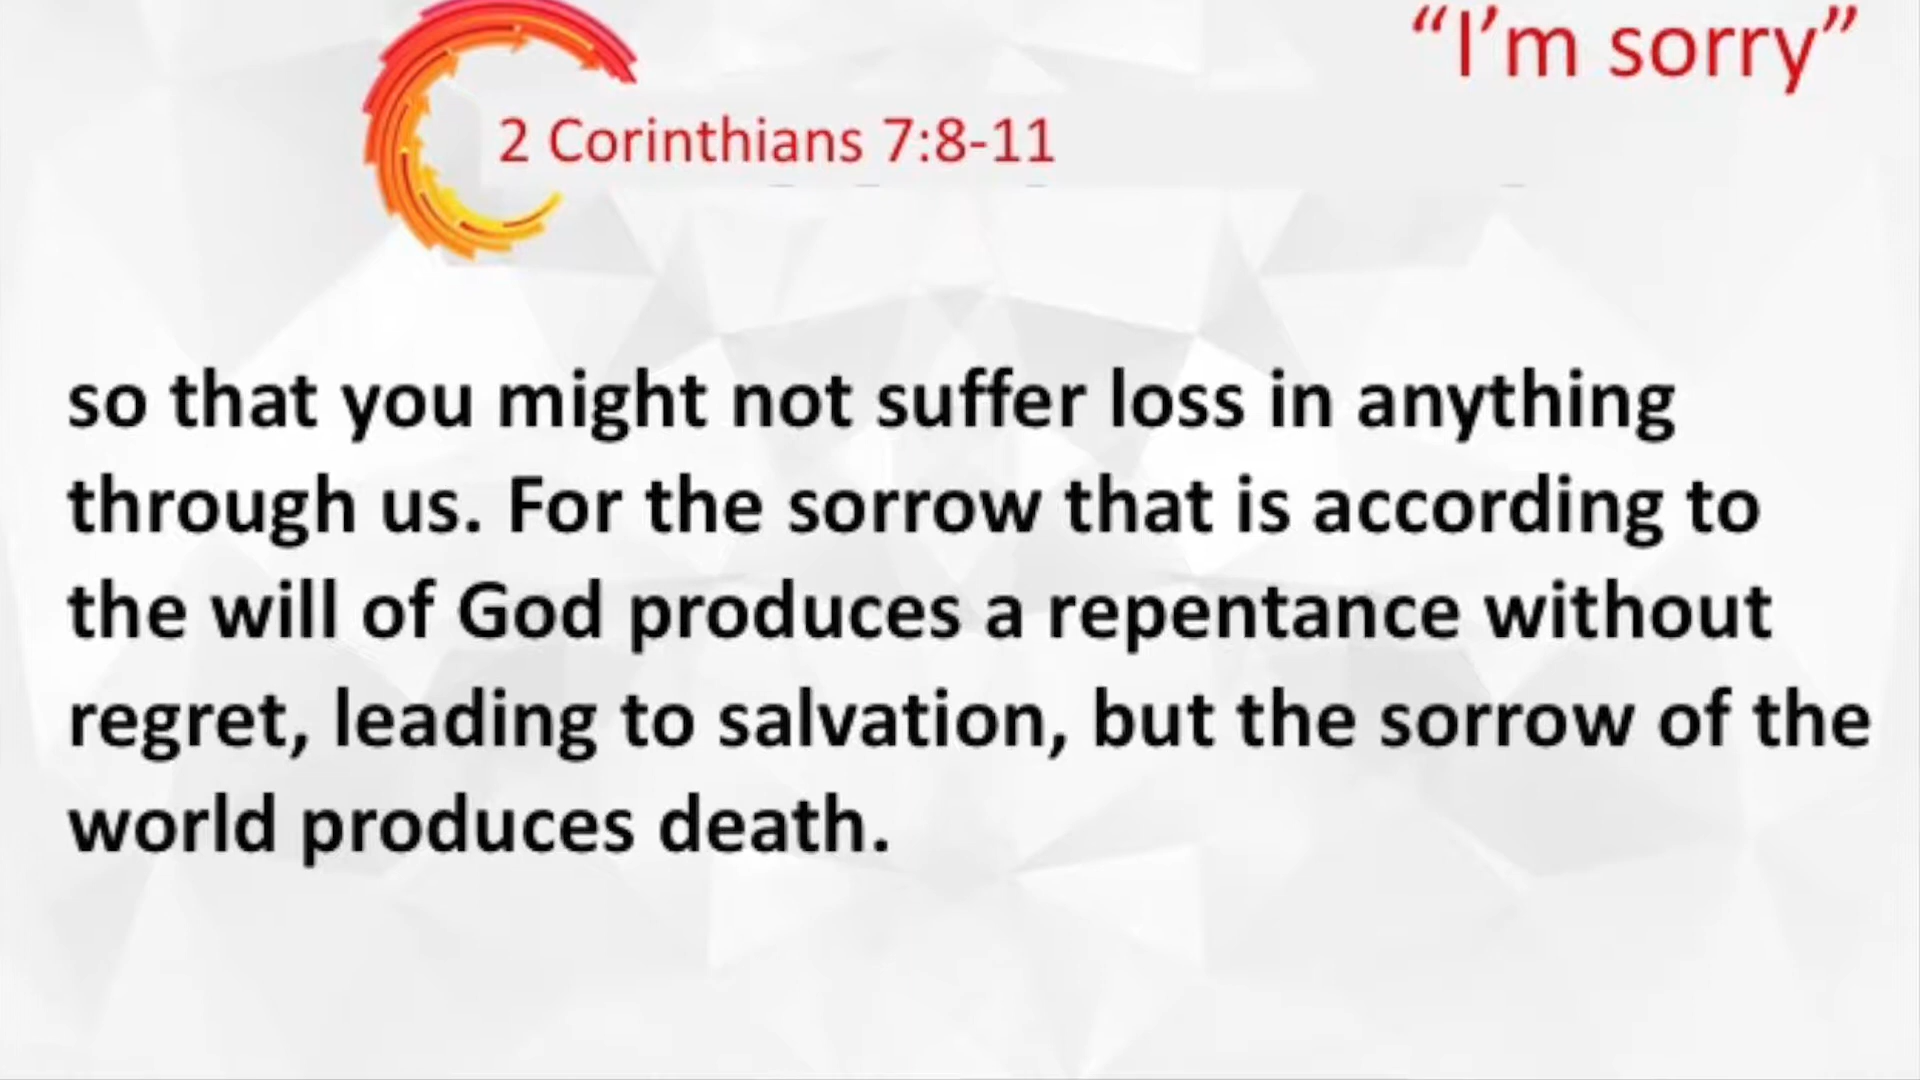 “I’m sorry”
2 Corinthians 7:8-11
so that you might not suffer loss in anything
through us. For the sorrow that is according to
the will of God produces a repentance without
regret, leading to salvation, but the sorrow of the
world produces death.